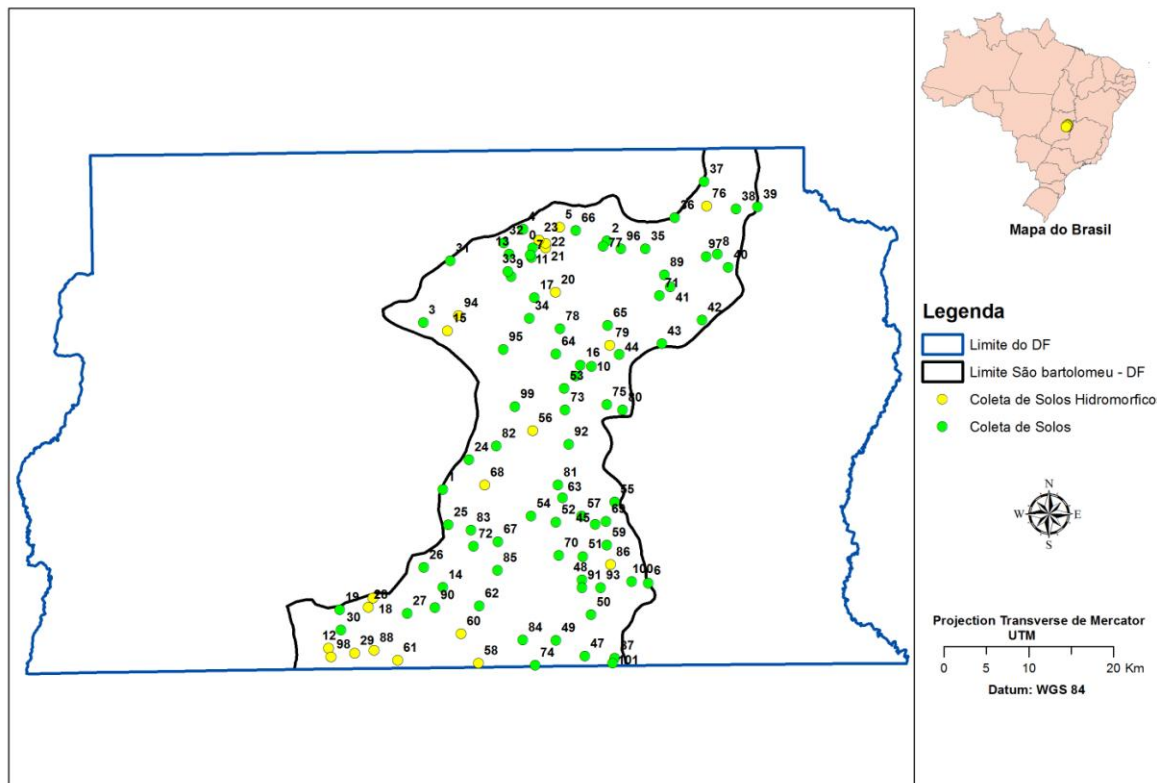 Mapa do Brasil
Legenda
Limite do DF
Limite São bartolomeu - DF
Coleta de Solos Hidromorfico
Coleta de Solos
N
W E
S
Projection Transverse de Mercator
UTM
0 5 10 20 Km
Datum: WGS 84
37
76
36 38 39
4 5 66
32 23 2
0 22 96 35
13 7 77
31 11 21 97 8
33 9 40
89
17 20 71
41
94 34
3 15 78 65 42
79 43
95 64 44
16
10
53
99 73 75 80
56
82 92
24
68 81
1 63 55
54 57
25 52 45 69
83 59
72 67
70 51 86
26 85
48 91 93 100 6
14
28 62
19 18 27 90 50
30
60
12 84 49
98 29 88 47 87
61 58 74 101